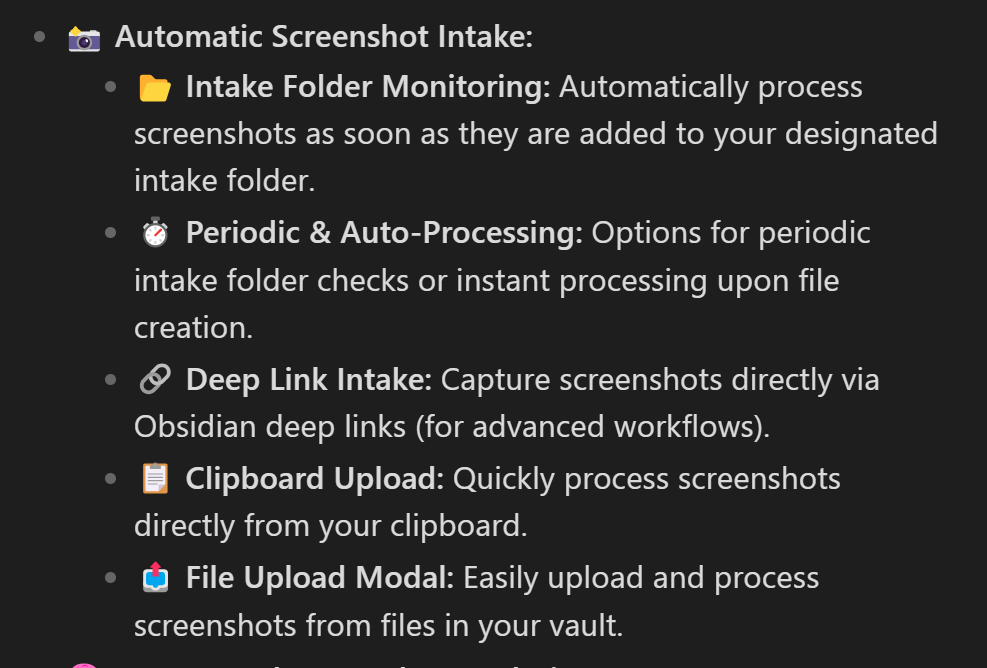 📸 Automatic Screenshot Intake:
📂 Intake Folder Monitoring: Automatically process
screenshots as soon as they are added to your designated
intake folder.
⏱️ Periodic & Auto-Processing: Options for periodic
intake folder checks or instant processing upon file
creation.
🔗 Deep Link Intake: Capture screenshots directly via
Obsidian deep links (for advanced workflows).
📋 Clipboard Upload: Quickly process screenshots
directly from your clipboard.
📤 File Upload Modal: Easily upload and process
screenshots from files in your vault.